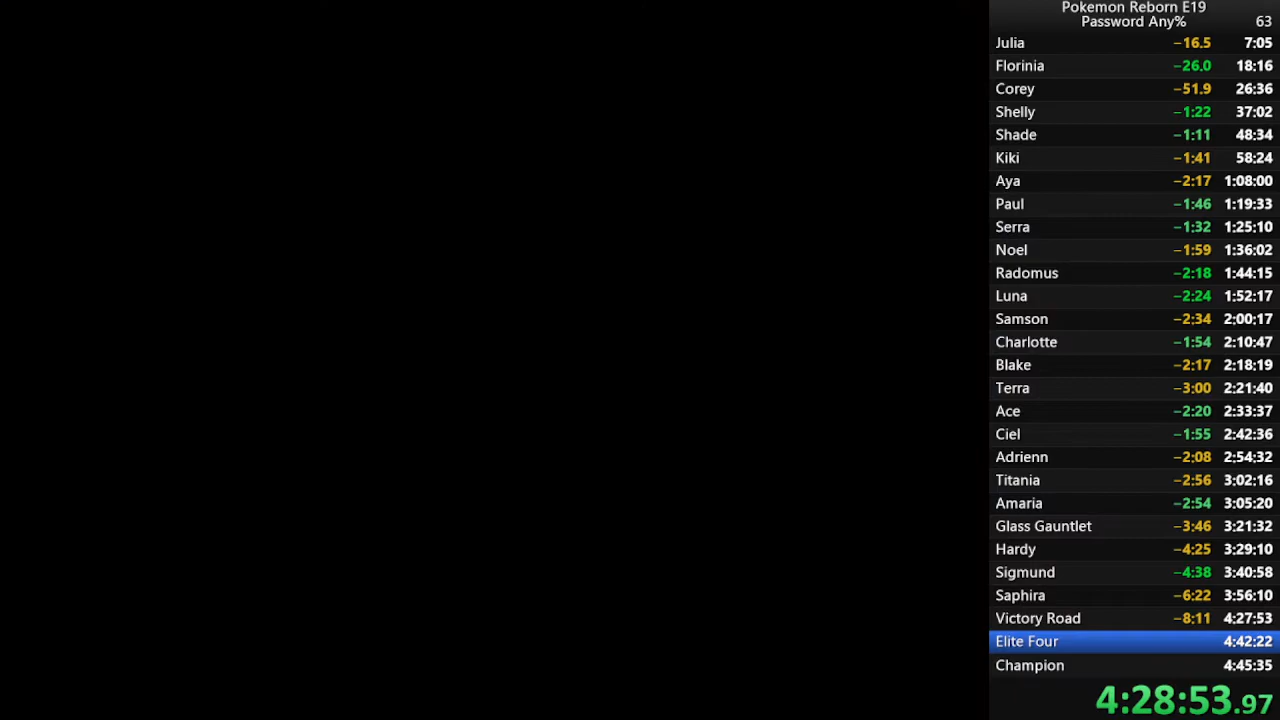 Pokemon Reborn E19
Password Any% 63
Julia −16.5 7:05
Florinia −26.0 18:16
Corey −51.9 26:36
Shelly −1:22 37:02
Shade −1:11 48:34
Kiki −1:41 58:24
Aya −2:17 1:08:00
Paul −1:46 1:19:33
Serra −1:32 1:25:10
Noel −1:59 1:36:02
Radomus −2:18 1:44:15
Luna −2:24 1:52:17
Samson −2:34 2:00:17
Charlotte −1:54 2:10:47
Blake −2:17 2:18:19
Terra −3:00 2:21:40
Ace −2:20 2:33:37
Ciel −1:55 2:42:36
Adrienn −2:08 2:54:32
Titania −2:56 3:02:16
Amaria −2:54 3:05:20
Glass Gauntlet −3:46 3:21:32
Hardy −4:25 3:29:10
Sigmund −4:38 3:40:58
Saphira −6:22 3:56:10
Victory Road −8:11 4:27:53
Elite Four 4:42:22
Champion 4:45:35
4:28:53.97